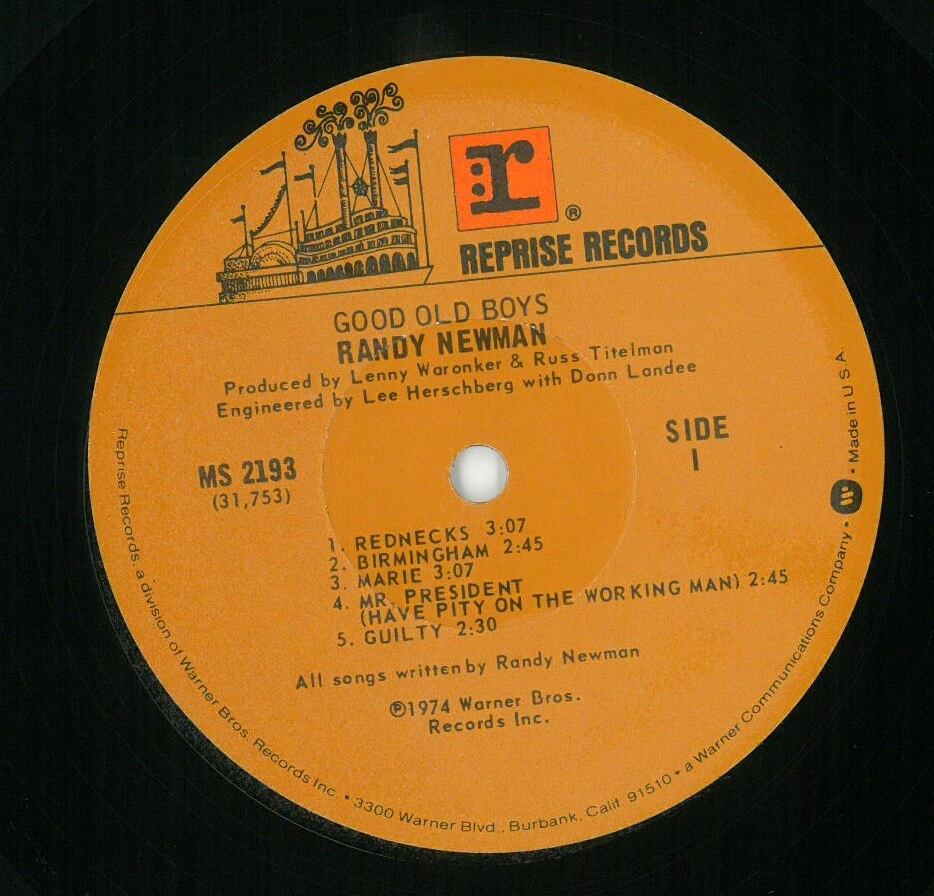 :r
®
REPRISE RECORDS
GOOD OLD BOYS
RANDY NEWMAN
Produced by Lenny Waronker & Russ Titelman
Engineered by Lee Herschberg with Donn Landee
SIDE
1
MS 2193
(31,753)
1. REDNECKS 3:07
2. BIRMINGHAM 2:45
3. MARIE 3:07
4. MR. PRESIDENT
(HAVE PITY ON THE WORKING MAN) 2:45
5. GUILTY 2:30
All songs written by Randy Newman
℗1974 Warner Bros.
Records Inc.
Reprise Records, a division of Warner Bros. Records Inc. • 3300 Warner Blvd., Burbank, Calif. 91510 • a Warner Communications Company • W • Made in U.S.A.